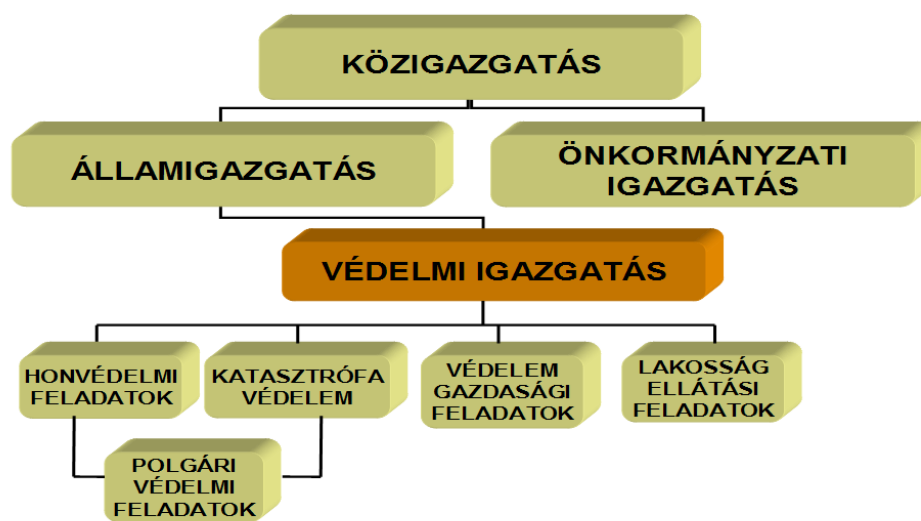 KÖZIGAZGATÁS
ÁLLAMIGAZGATÁS
ÖNKORMÁNYZATI
IGAZGATÁS
VÉDELMI IGAZGATÁS
HONVÉDELMI
FELADATOK
KATASZTRÓFA
VÉDELEM
VÉDELEM
GAZDASÁGI
FELADATOK
LAKOSSÁG
ELLÁTÁSI
FELADATOK
POLGÁRI
VÉDELMI
FELADATOK